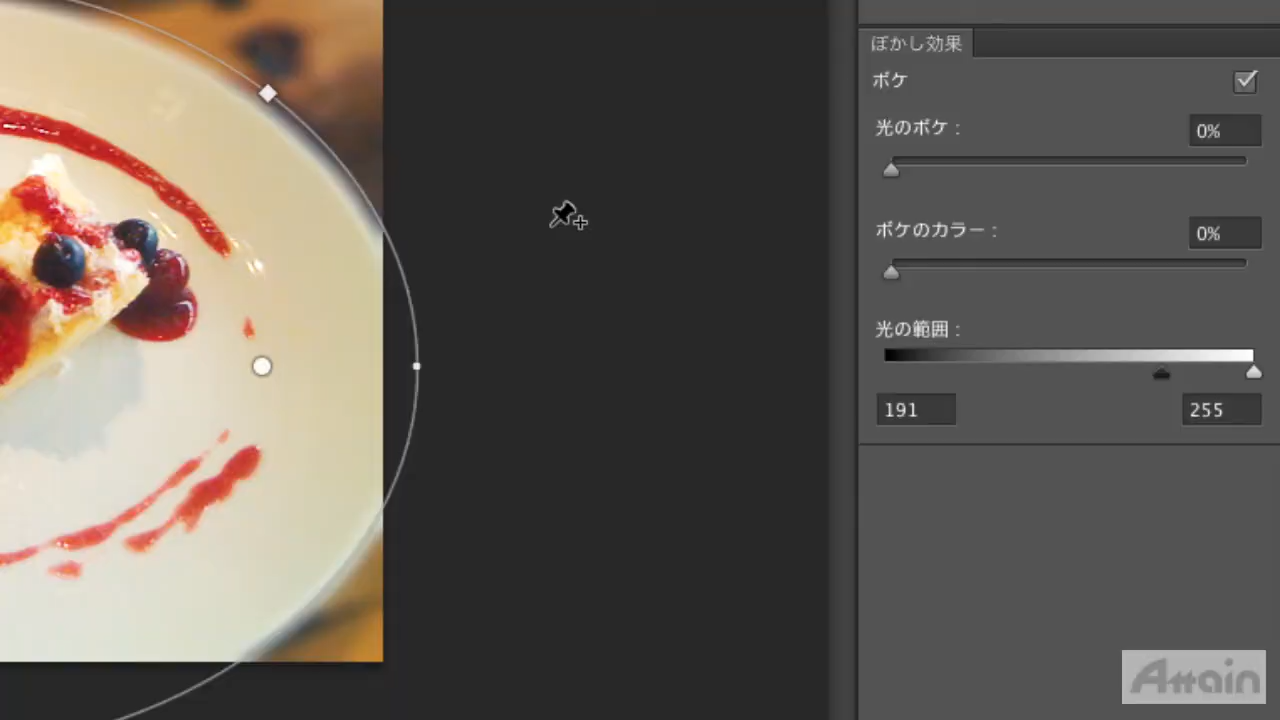 ぼかし効果
ボケ
光のボケ : 0%
ボケのカラー : 0%
光の範囲 :
191 255
Attain